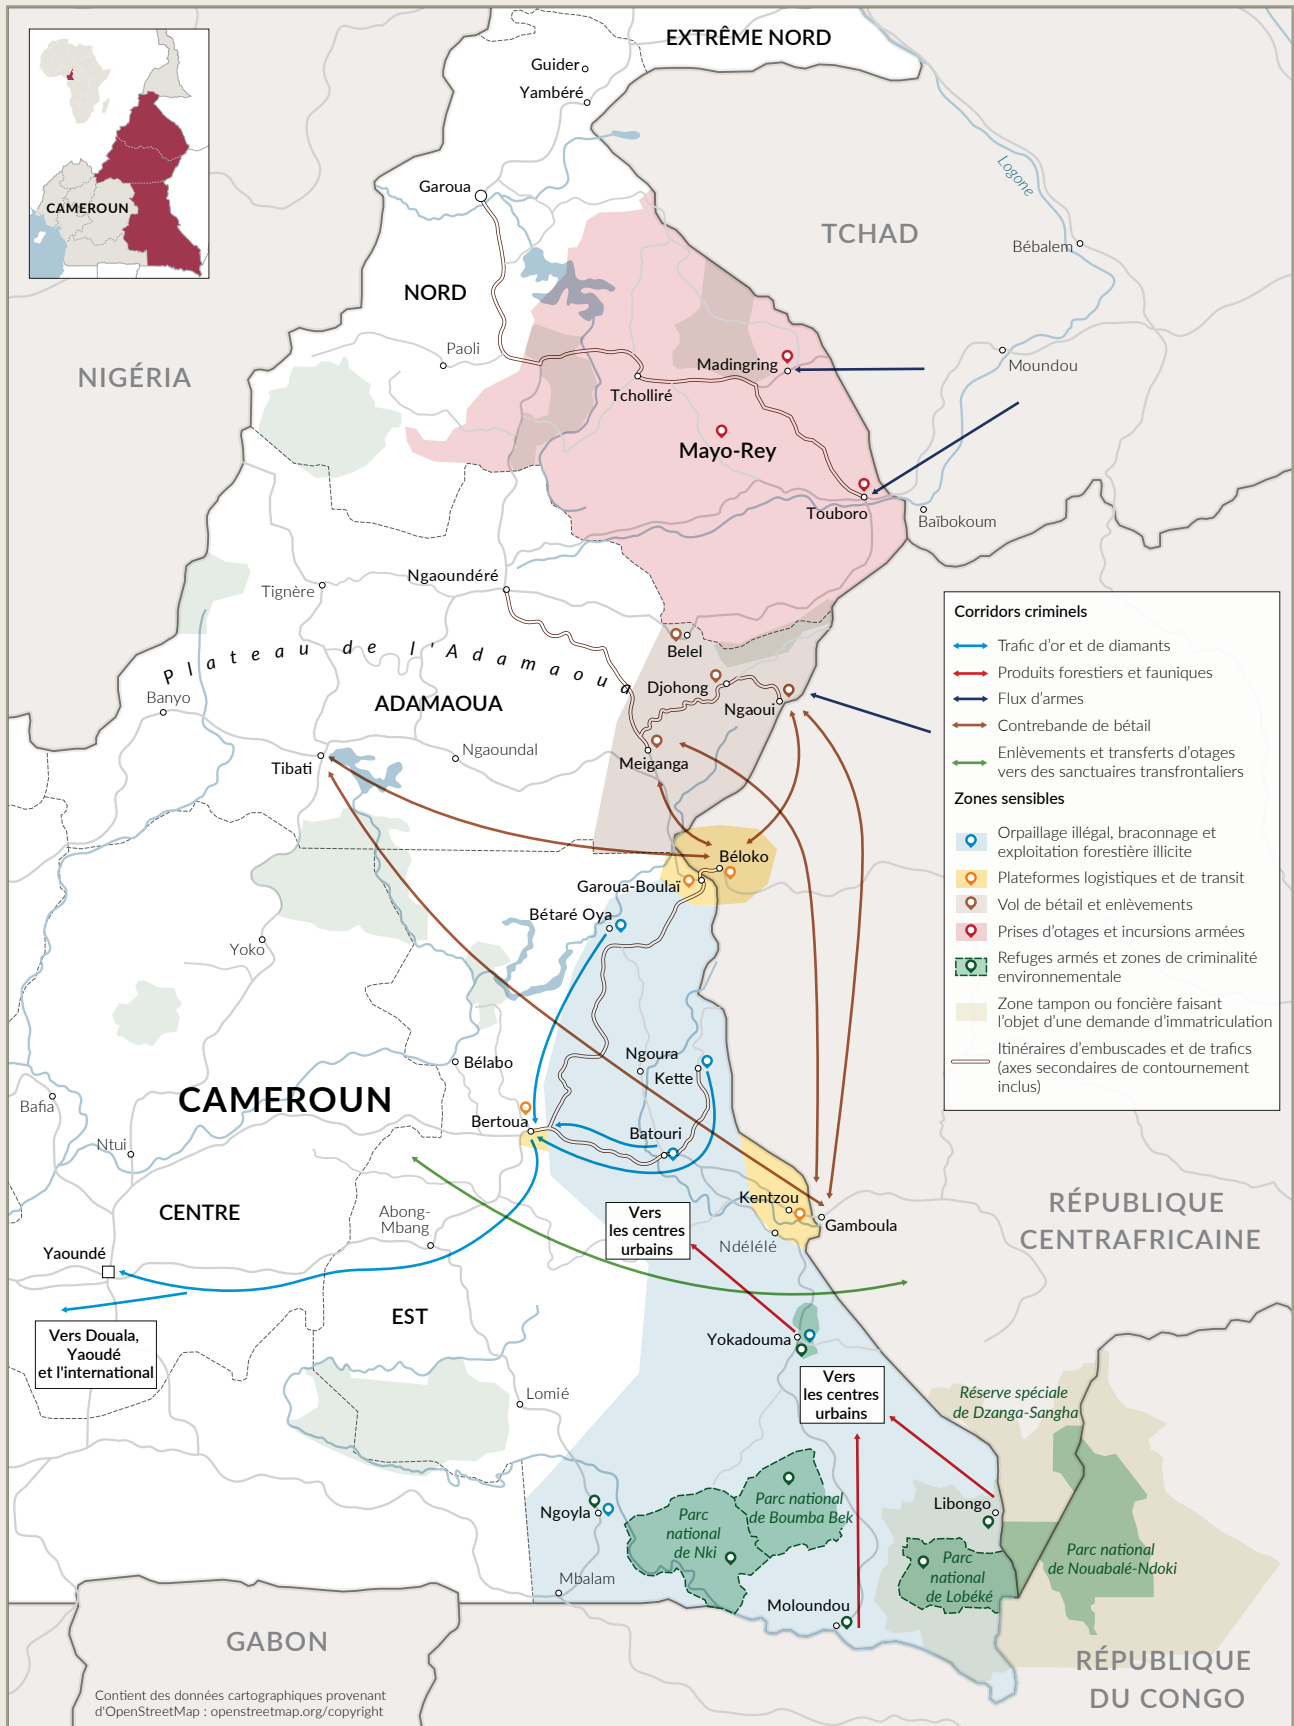 EXTRÊME NORD
Guider
Yambéré
Logone
CAMEROUN
Garoua
TCHAD
Bébalem
NORD
Paoli
NIGÉRIA
Madingring
Moundou
Tcholliré
Mayo-Rey
Touboro
Baïbokoum
Ngaoundéré
Tignère
Belel
Plateau de l'Adamaoua
Banyo
ADAMAOUA
Djohong
Ngaoui
Ngaoundal
Tibati
Meiganga
Corridors criminels
Trafic d'or et de diamants
Produits forestiers et fauniques
Flux d'armes
Contrebande de bétail
Enlèvements et transferts d'otages
vers des sanctuaires transfrontaliers
Zones sensibles
Orpaillage illégal, braconnage et
exploitation forestière illicite
Plateformes logistiques et de transit
Vol de bétail et enlèvements
Prises d'otages et incursions armées
Refuges armés et zones de criminalité
environnementale
Zone tampon ou foncière faisant
l'objet d'une demande d'immatriculation
Itinéraires d'embuscades et de trafics
(axes secondaires de contournement
inclus)
Béloko
Garoua-Boulaï
Bétaré Oya
Yoko
Ngoura
Kette
Bélabo
CAMEROUN
Bafia
Bertoua
Batouri
Ntui
CENTRE
Abong-
Mbang
Kentzou
Gamboula
Ndélélé
RÉPUBLIQUE
CENTRAFRICAINE
Vers
les centres
urbains
Yaoundé
EST
Vers Douala,
Yaoudé
et l'international
Yokadouma
Vers
les centres
urbains
Lomié
Réserve spéciale
de Dzanga-Sangha
Ngoyla
Parc national
de Boumba Bek
Parc
national
de Nki
Libongo
Parc
national
de Lobéké
Parc national
de Nouabalé-Ndoki
Mbalam
Moloundou
GABON
RÉPUBLIQUE
DU CONGO
Contient des données cartographiques provenant
d'OpenStreetMap : openstreetmap.org/copyright